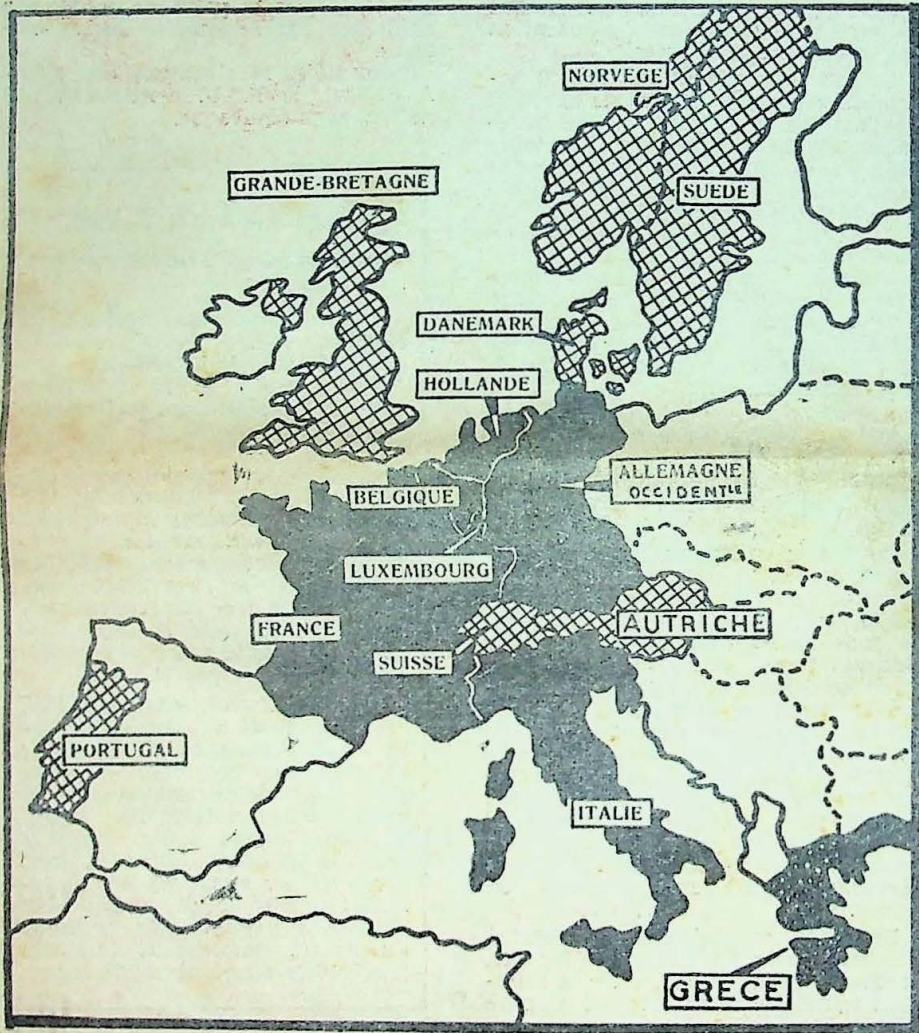 NORVEGE
GRANDE-BRETAGNE
SUEDE
DANEMARK
HOLLANDE
ALLEMAGNE
OCCIDENTLE
BELGIQUE
LUXEMBOURG
FRANCE
AUTRICHE
SUISSE
PORTUGAL
ITALIE
GRECE